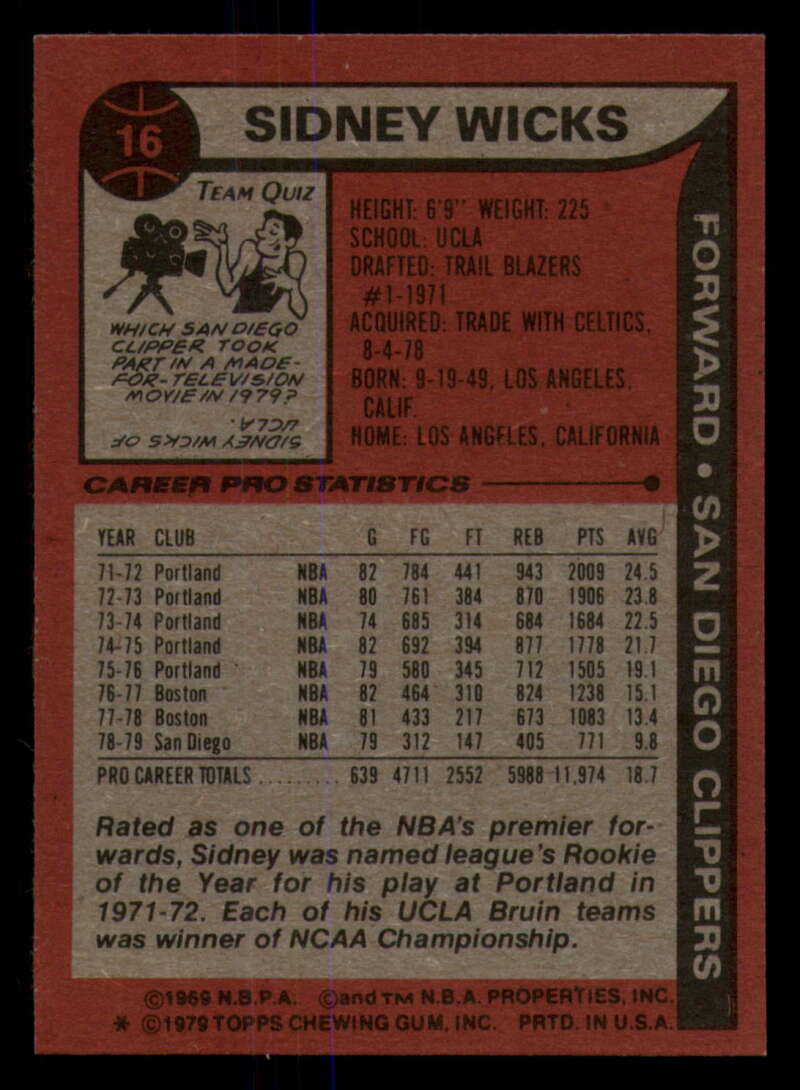 16
SIDNEY WICKS
TEAM QUIZ
WHICH SAN DIEGO
CLIPPER TOOK
PART IN A MADE-
FOR-TELEVISION
MOVIE IN 1979?
SIDNEY WICKS OF
UCLA.
HEIGHT: 6'9" WEIGHT: 225
SCHOOL: UCLA
DRAFTED: TRAIL BLAZERS
#1-1971
ACQUIRED: TRADE WITH CELTICS,
8-4-78
BORN: 9-19-49, LOS ANGELES,
CALIF.
HOME: LOS ANGELES, CALIFORNIA
FORWARD • SAN DIEGO CLIPPERS
CAREER PRO STATISTICS
YEAR CLUB G FG FT REB PTS AVG
71-72 Portland NBA 82 784 441 943 2009 24.5
72-73 Portland NBA 80 761 384 870 1906 23.8
73-74 Portland NBA 74 685 314 684 1684 22.5
74-75 Portland NBA 82 692 394 877 1778 21.7
75-76 Portland NBA 79 580 345 712 1505 19.1
76-77 Boston NBA 82 464 310 824 1238 15.1
77-78 Boston NBA 81 433 217 673 1083 13.4
78-79 San Diego NBA 79 312 147 405 771 9.8
PRO CAREER TOTALS .......... 639 4711 2552 5988 11,974 18.7
Rated as one of the NBA's premier for-
wards, Sidney was named league's Rookie
of the Year for his play at Portland in
1971-72. Each of his UCLA Bruin teams
was winner of NCAA Championship.
©1969 N.B.P.A. ©and TM N.B.A. PROPERTIES, INC.
* ©1979 TOPPS CHEWING GUM, INC. PRTD. IN U.S.A.